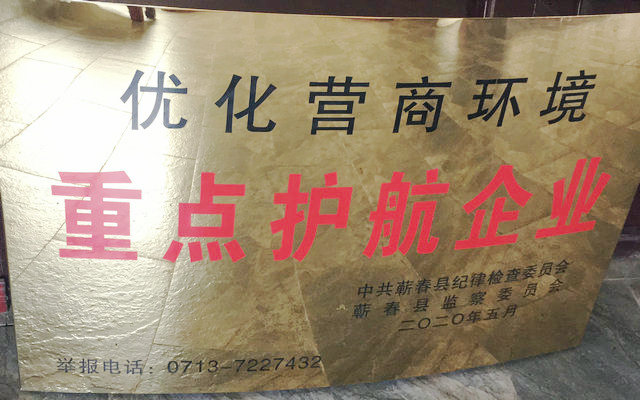 优化营商环境
重点护航企业
中共蕲春县纪律检查委员会
蕲春县监察委员会
二〇二〇年五月
举报电话：0713-7227432